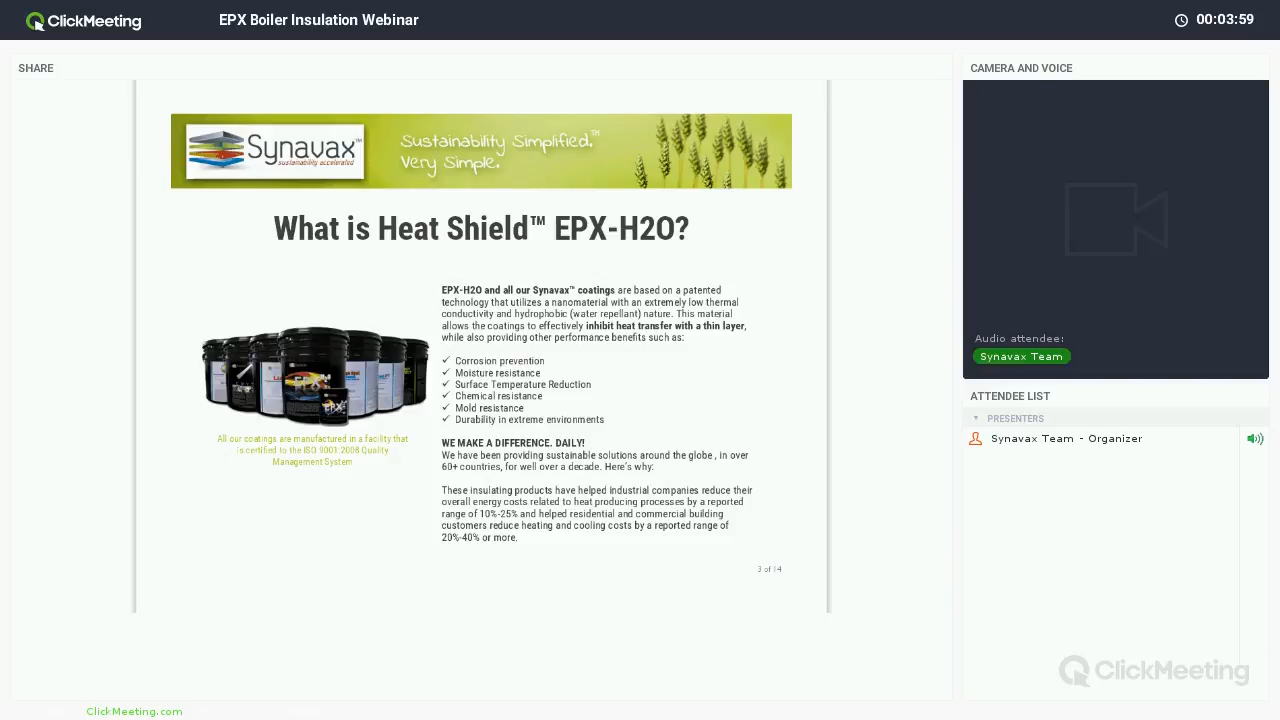 ClickMeeting
EPX Boiler Insulation Webinar
00:03:59
SHARE
Synavax™
sustainability accelerated
Sustainability Simplified.™
Very Simple.
What is Heat Shield™ EPX-H2O?
EPX-H2O and all our Synavax™ coatings are based on a patented
technology that utilizes a nanomaterial with an extremely low thermal
conductivity and hydrophobic (water repellant) nature. This material
allows the coatings to effectively inhibit heat transfer with a thin layer,
while also providing other performance benefits such as:
✓ Corrosion prevention
✓ Moisture resistance
✓ Surface Temperature Reduction
✓ Chemical resistance
✓ Mold resistance
✓ Durability in extreme environments
All our coatings are manufactured in a facility that
is certified to the ISO 9001:2008 Quality
Management System
WE MAKE A DIFFERENCE. DAILY!
We have been providing sustainable solutions around the globe , in over
60+ countries, for well over a decade. Here's why:
These insulating products have helped industrial companies reduce their
overall energy costs related to heat producing processes by a reported
range of 10%-25% and helped residential and commercial building
customers reduce heating and cooling costs by a reported range of
20%-40% or more.
3 of 14
CAMERA AND VOICE
Audio attendee:
Synavax Team
ATTENDEE LIST
PRESENTERS
Synavax Team - Organizer
ClickMeeting
ClickMeeting.com